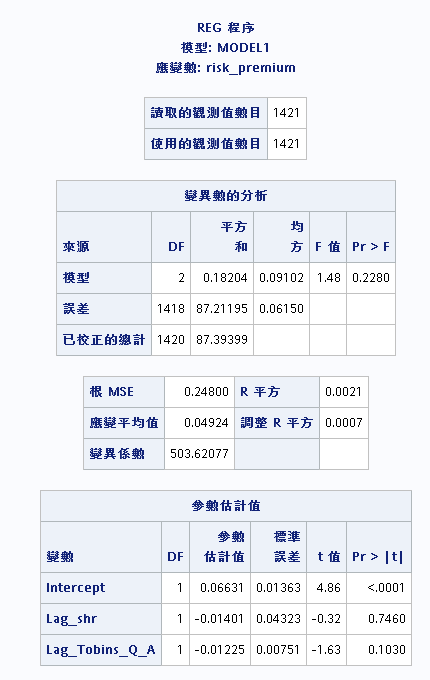 REG 程序
模型: MODEL1
應變數: risk_premium
讀取的觀測值數目 1421
使用的觀測值數目 1421
變異數的分析
來源 DF 平方和 均方 F 值 Pr > F
模型 2 0.18204 0.09102 1.48 0.2280
誤差 1418 87.21195 0.06150
已校正的總計 1420 87.39399
根 MSE 0.24800 R 平方 0.0021
應變平均值 0.04924 調整 R 平方 0.0007
變異係數 503.62077
參數估計值
變數 DF 參數估計值 標準誤差 t 值 Pr > |t|
Intercept 1 0.06631 0.01363 4.86 <.0001
Lag_shr 1 -0.01401 0.04323 -0.32 0.7460
Lag_Tobins_Q_A 1 -0.01225 0.00751 -1.63 0.1030